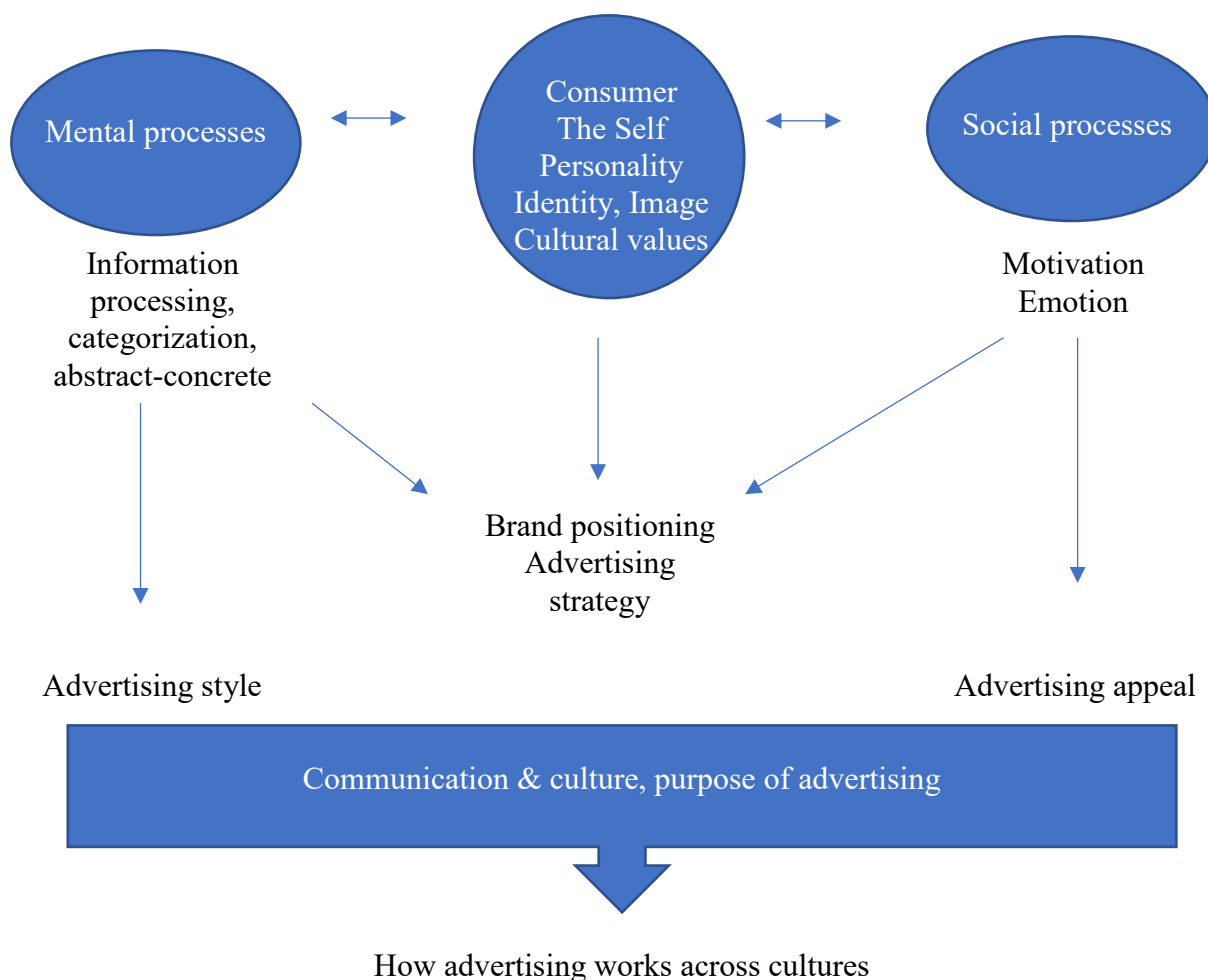 Mental processes
Consumer
The Self
Personality
Identity, Image
Cultural values
Social processes
Information
processing,
categorization,
abstract-concrete
Motivation
Emotion
Brand positioning
Advertising
strategy
Advertising style
Advertising appeal
Communication & culture, purpose of advertising
How advertising works across cultures